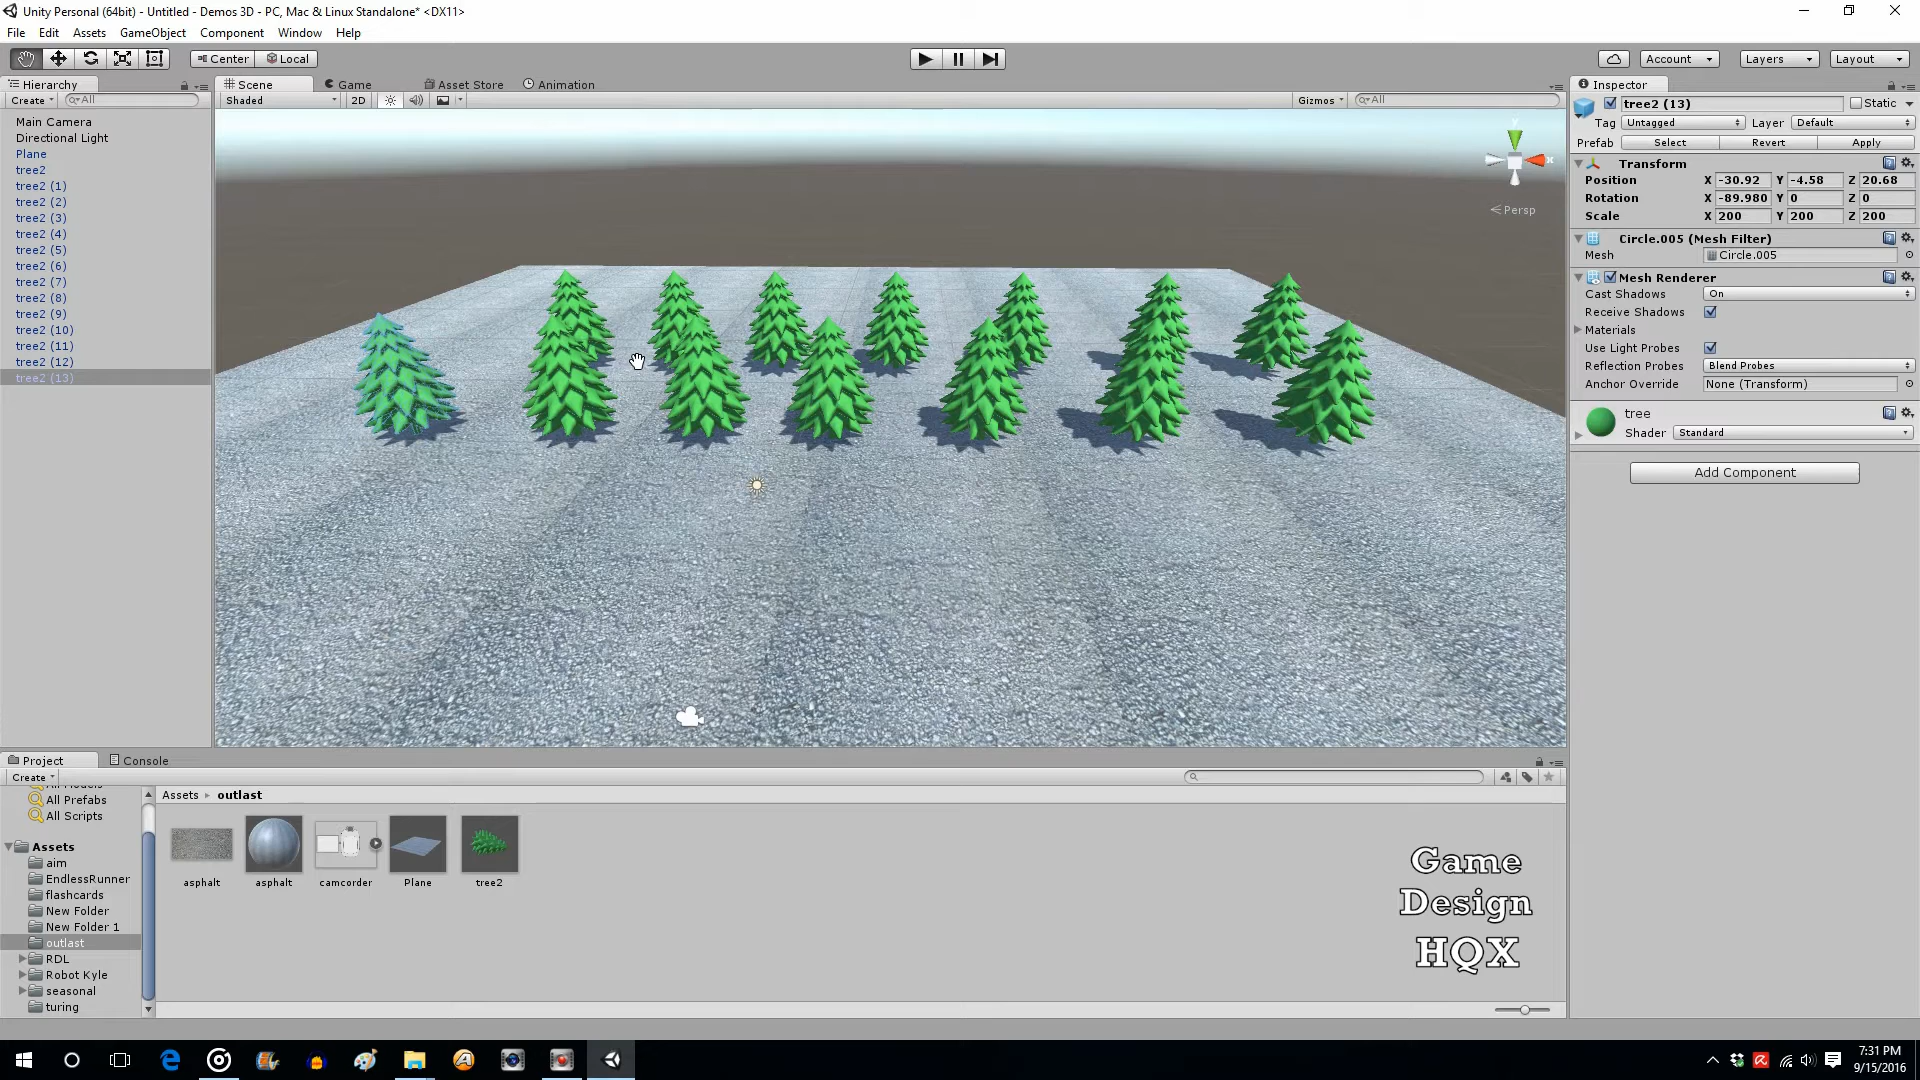 Unity Personal (64bit) - Untitled - Demos 3D - PC, Mac & Linux Standalone* <DX11>
File Edit Assets GameObject Component Window Help
Center Local
Account Layers Layout
Hierarchy
Create All
Main Camera
Directional Light
Plane
tree2
tree2 (1)
tree2 (2)
tree2 (3)
tree2 (4)
tree2 (5)
tree2 (6)
tree2 (7)
tree2 (8)
tree2 (9)
tree2 (10)
tree2 (11)
tree2 (12)
tree2 (13)
Scene Game Asset Store Animation
Shaded 2D Gizmos All
x
Persp
Inspector
tree2 (13) Static
Tag Untagged Layer Default
Prefab Select Revert Apply
Transform
Position X -30.92 Y -4.58 Z 20.68
Rotation X -89.980 Y 0 Z 0
Scale X 200 Y 200 Z 200
Circle.005 (Mesh Filter)
Mesh Circle.005
Mesh Renderer
Cast Shadows On
Receive Shadows
Materials
Use Light Probes
Reflection Probes Blend Probes
Anchor Override None (Transform)
tree
Shader Standard
Add Component
Project Console
Create
All Models
All Prefabs
All Scripts
Assets
aim
EndlessRunner
flashcards
New Folder
New Folder 1
outlast
RDL
Robot Kyle
seasonal
turing
Assets outlast
asphalt asphalt camcorder Plane tree2
Game
Design
HQX
7:31 PM
9/15/2016